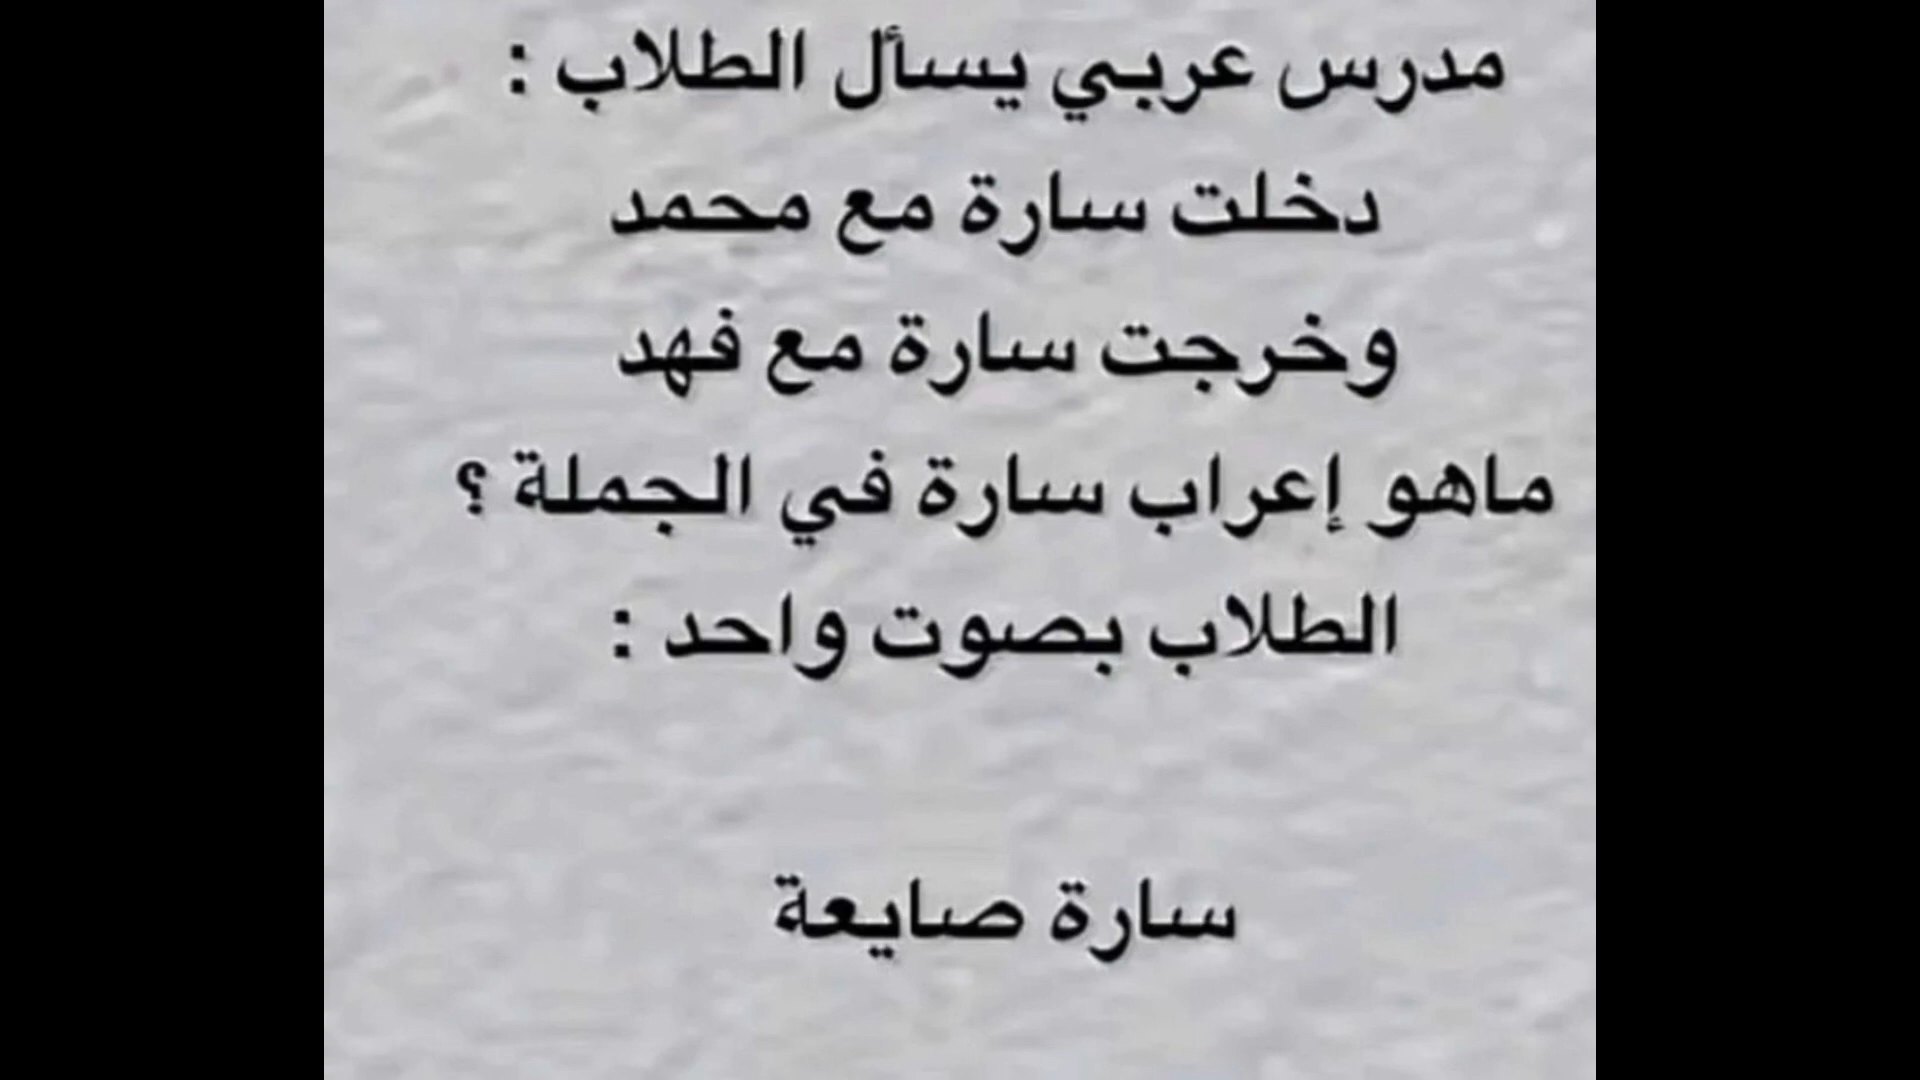 مدرس عربي يسأل الطلاب :
دخلت سارة مع محمد
وخرجت سارة مع فهد
ماهو إعراب سارة في الجملة ؟
الطلاب بصوت واحد :
سارة صايعة